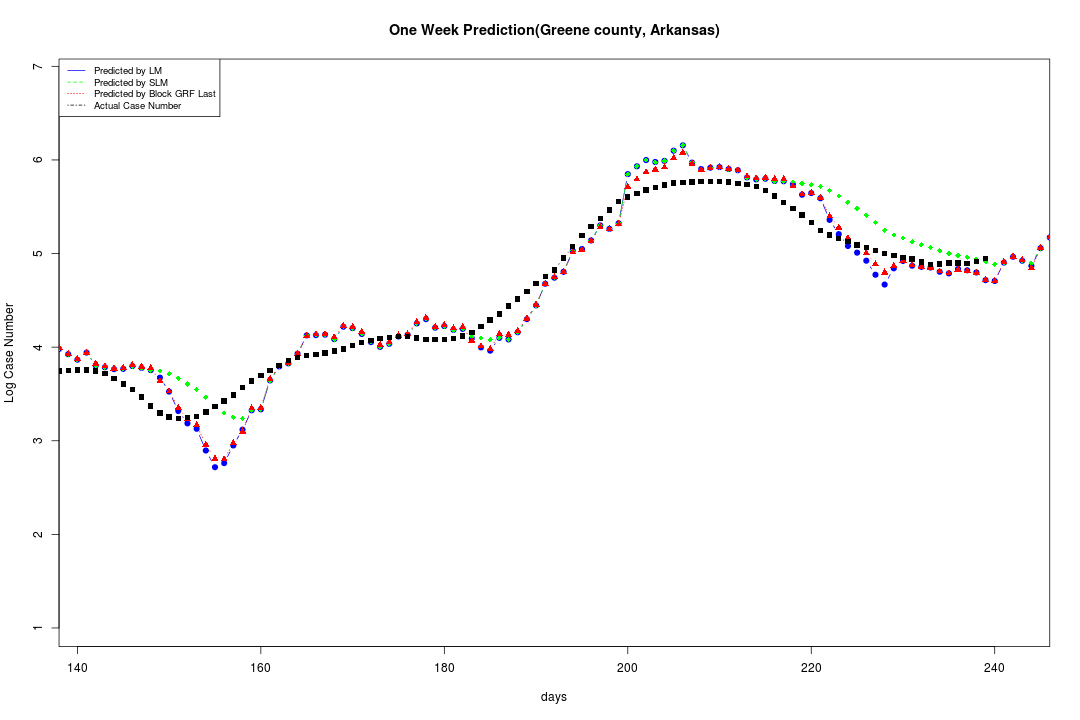 One Week Prediction(Greene county, Arkansas)
Predicted by LM
Predicted by SLM
Predicted by Block GRF Last
Actual Case Number
7
6
5
4
3
2
1
Log Case Number
140 160 180 200 220 240
days